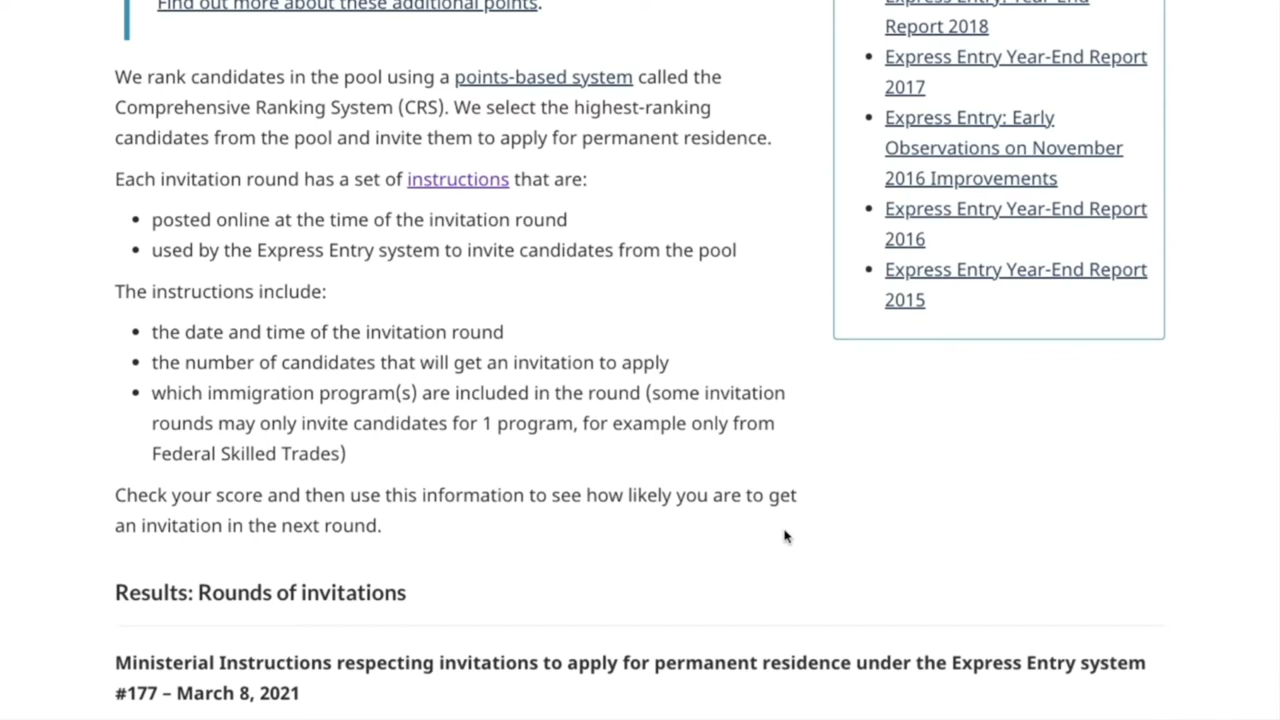 Find out more about these additional points.
We rank candidates in the pool using a points-based system called the
Comprehensive Ranking System (CRS). We select the highest-ranking
candidates from the pool and invite them to apply for permanent residence.
Each invitation round has a set of instructions that are:
• posted online at the time of the invitation round
• used by the Express Entry system to invite candidates from the pool
The instructions include:
• the date and time of the invitation round
• the number of candidates that will get an invitation to apply
• which immigration program(s) are included in the round (some invitation
rounds may only invite candidates for 1 program, for example only from
Federal Skilled Trades)
Check your score and then use this information to see how likely you are to get
an invitation in the next round.
Express Entry: Year-End
Report 2018
• Express Entry Year-End Report
2017
• Express Entry: Early
Observations on November
2016 Improvements
• Express Entry Year-End Report
2016
• Express Entry Year-End Report
2015
Results: Rounds of invitations
Ministerial Instructions respecting invitations to apply for permanent residence under the Express Entry system
#177 – March 8, 2021